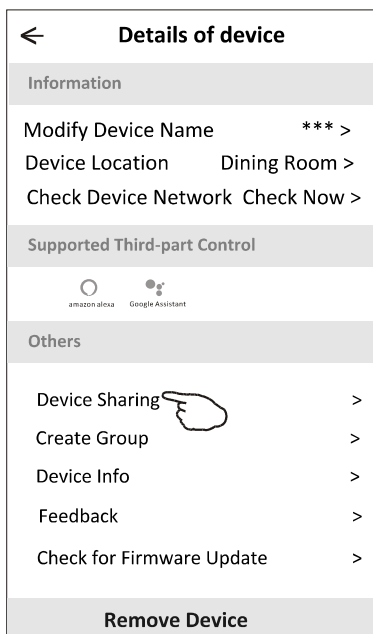 ← Details of device
Information
Modify Device Name *** >
Device Location Dining Room >
Check Device Network Check Now >
Supported Third-part Control
amazon alexa Google Assistant
Others
Device Sharing >
Create Group >
Device Info >
Feedback >
Check for Firmware Update >
Remove Device